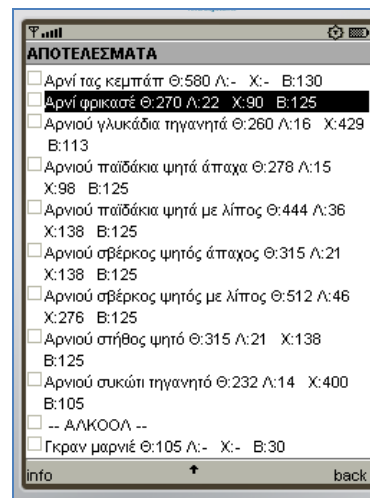 ΑΠΟΤΕΛΕΣΜΑΤΑ
Αρνί τας κεμπάπ Θ:580 Λ:- Χ:- Β:130
Αρνί φρικασέ Θ:270 Λ:22 Χ:90 Β:125
Αρνιού γλυκάδια τηγανητά Θ:260 Λ:16 Χ:429
Β:113
Αρνιού παϊδάκια ψητά άπαχα Θ:278 Λ:15
Χ:98 Β:125
Αρνιού παϊδάκια ψητά με λίπος Θ:444 Λ:36
Χ:138 Β:125
Αρνιού σβέρκος ψητός άπαχος Θ:315 Λ:21
Χ:138 Β:125
Αρνιού σβέρκος ψητός με λίπος Θ:512 Λ:46
Χ:276 Β:125
Αρνιού στήθος ψητό Θ:315 Λ:21 Χ:138
Β:125
Αρνιού συκώτι τηγανητό Θ:232 Λ:14 Χ:400
Β:105
-- ΑΛΚΟΟΛ --
Γκραν μαρνιέ Θ:105 Λ:- Χ:- Β:30
info back